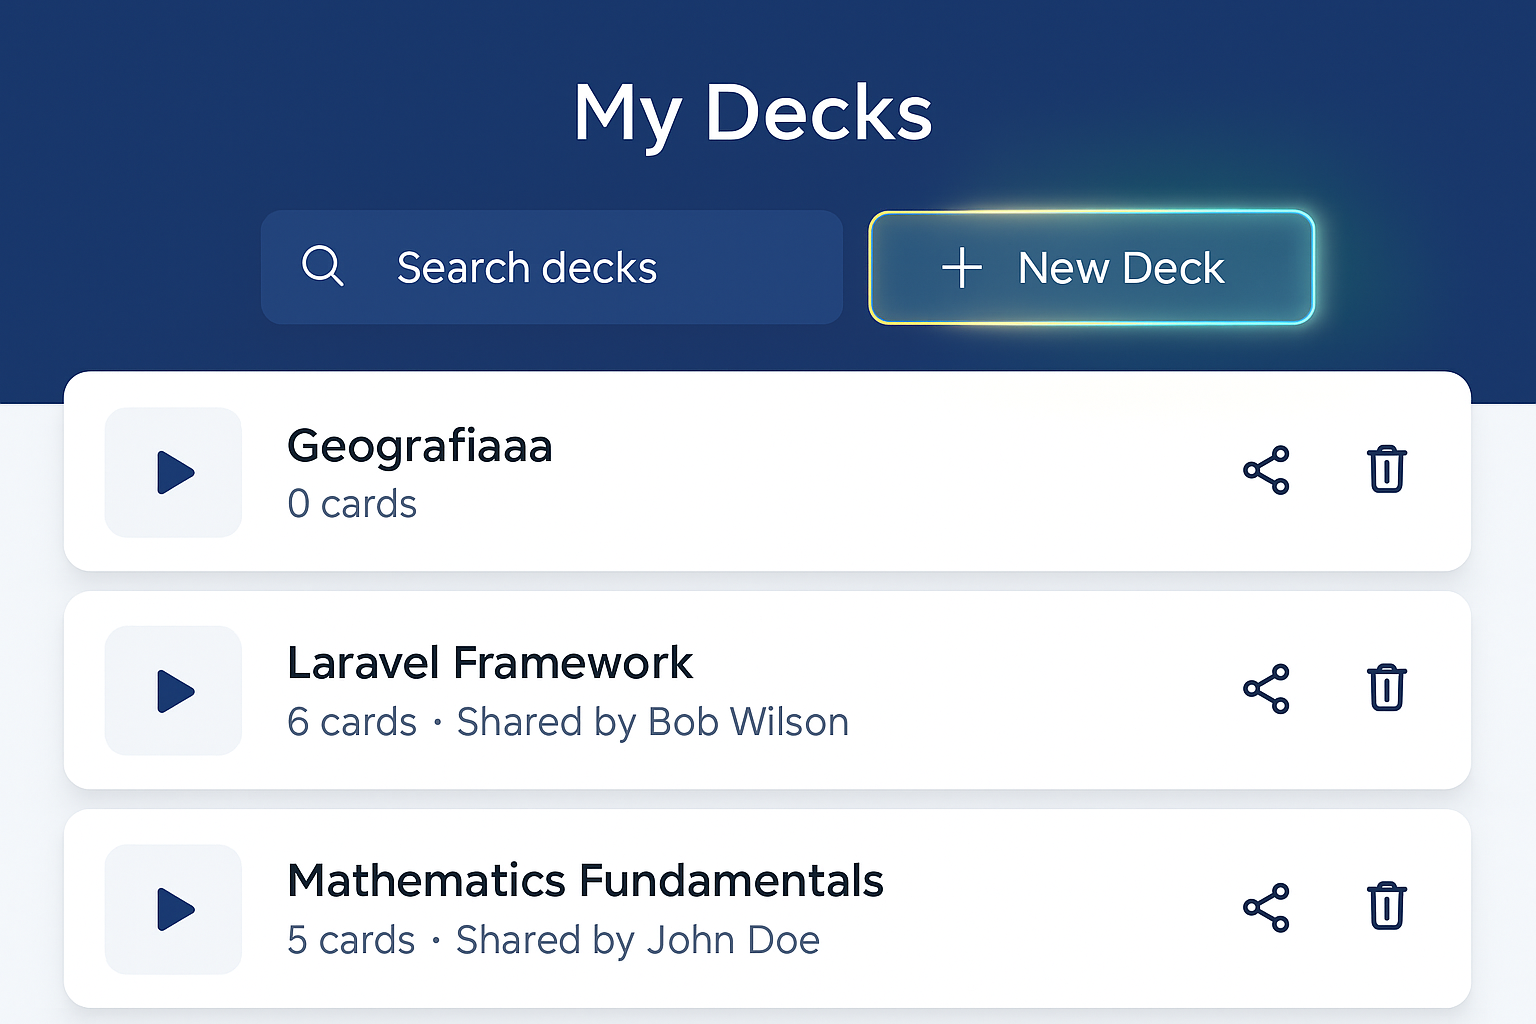 My Decks
Search decks
New Deck
Geografiaaa
0 cards
Laravel Framework
6 cards · Shared by Bob Wilson
Mathematics Fundamentals
5 cards · Shared by John Doe